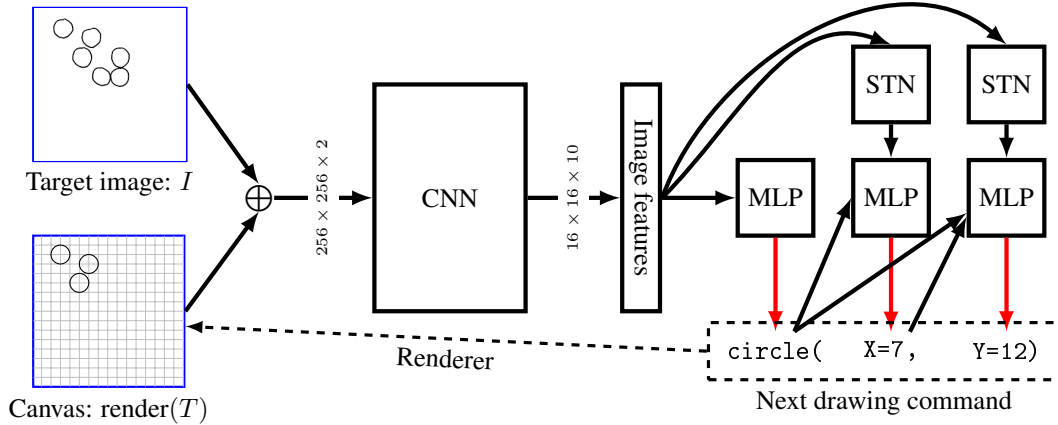 STN
STN
Target image: I
256 × 256 × 2
CNN
16 × 16 × 10
Image features
MLP
MLP
MLP
⊕
Renderer
circle(
X=7,
Y=12)
Canvas: render(T)
Next drawing command